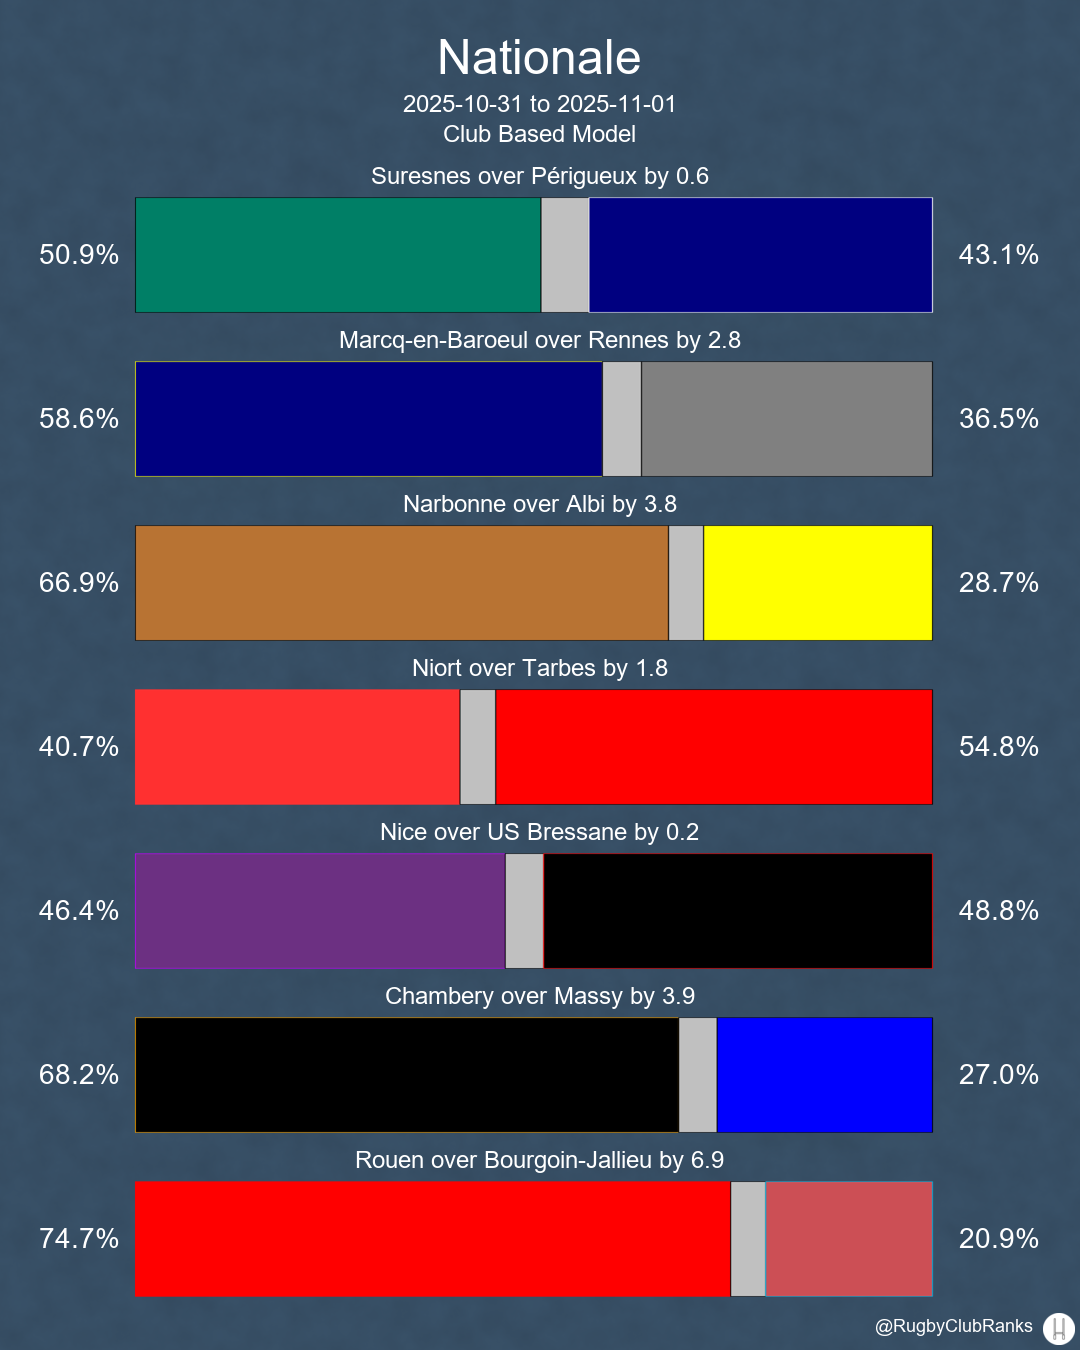 Nationale
2025-10-31 to 2025-11-01
Club Based Model
Suresnes over Périgueux by 0.6
50.9% 43.1%
Marcq-en-Baroeul over Rennes by 2.8
58.6% 36.5%
Narbonne over Albi by 3.8
66.9% 28.7%
Niort over Tarbes by 1.8
40.7% 54.8%
Nice over US Bressane by 0.2
46.4% 48.8%
Chambery over Massy by 3.9
68.2% 27.0%
Rouen over Bourgoin-Jallieu by 6.9
74.7% 20.9%
@RugbyClubRanks